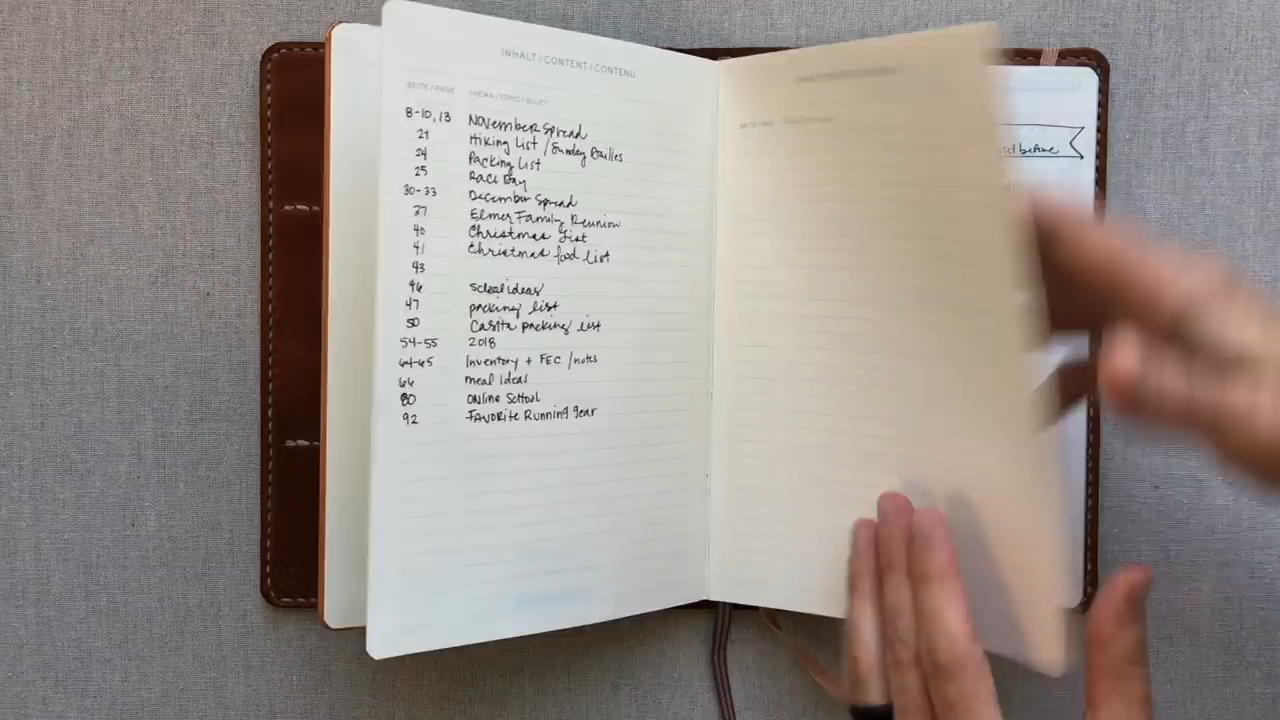 INHALT / CONTENT / CONTENU
SEITE / PAGE THEMA / TOPIC / SUJET
8-10, 13 November Spread
21 Hiking List / Sunday
24 Packing List
25 Race Day
30-33 December Spread
37 Elmer Family Reunion
40 Christmas List
41 Christmas food list
43
46 school ideas
47 packing list
50 Casita packing list
54-55 2018
64-65 Inventory + FEC / notes
66 meal ideas
80 Online School
92 Favorite Running gear
ed before